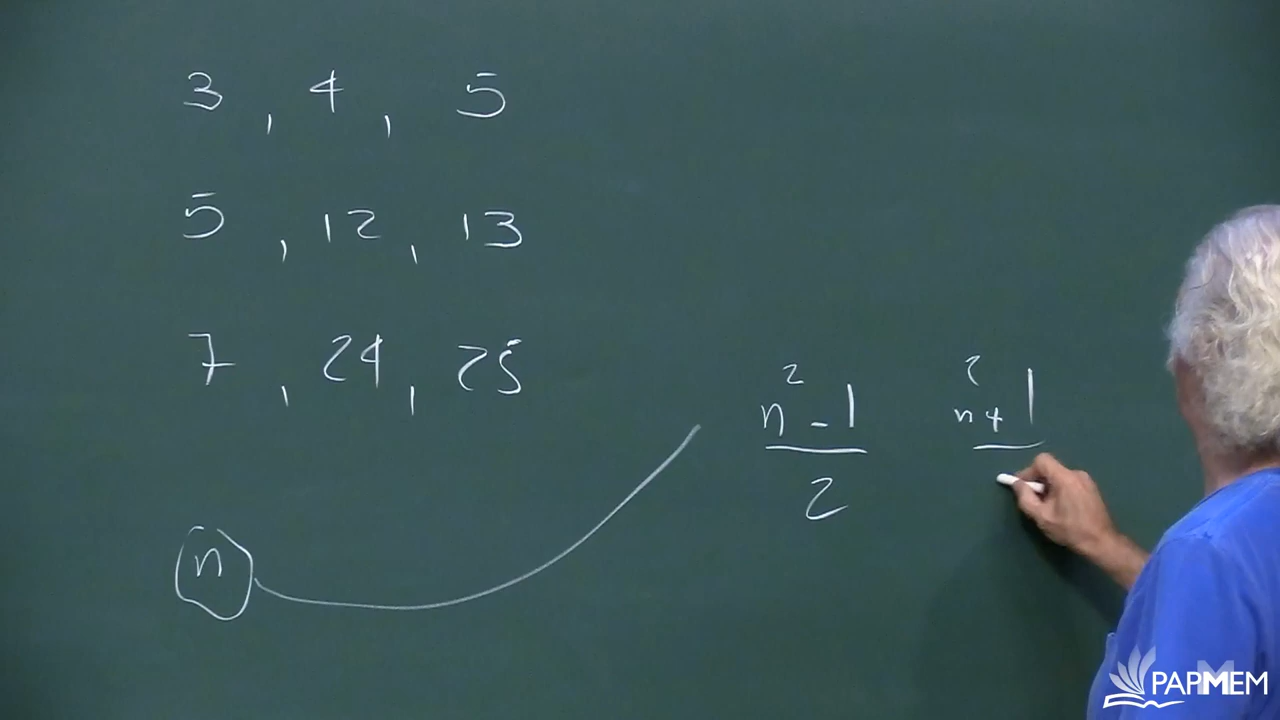 3 , 4 , 5
5 , 12 , 13
7 , 24 , 25
n² - 1 n² + 1
2
n
PAPMEM